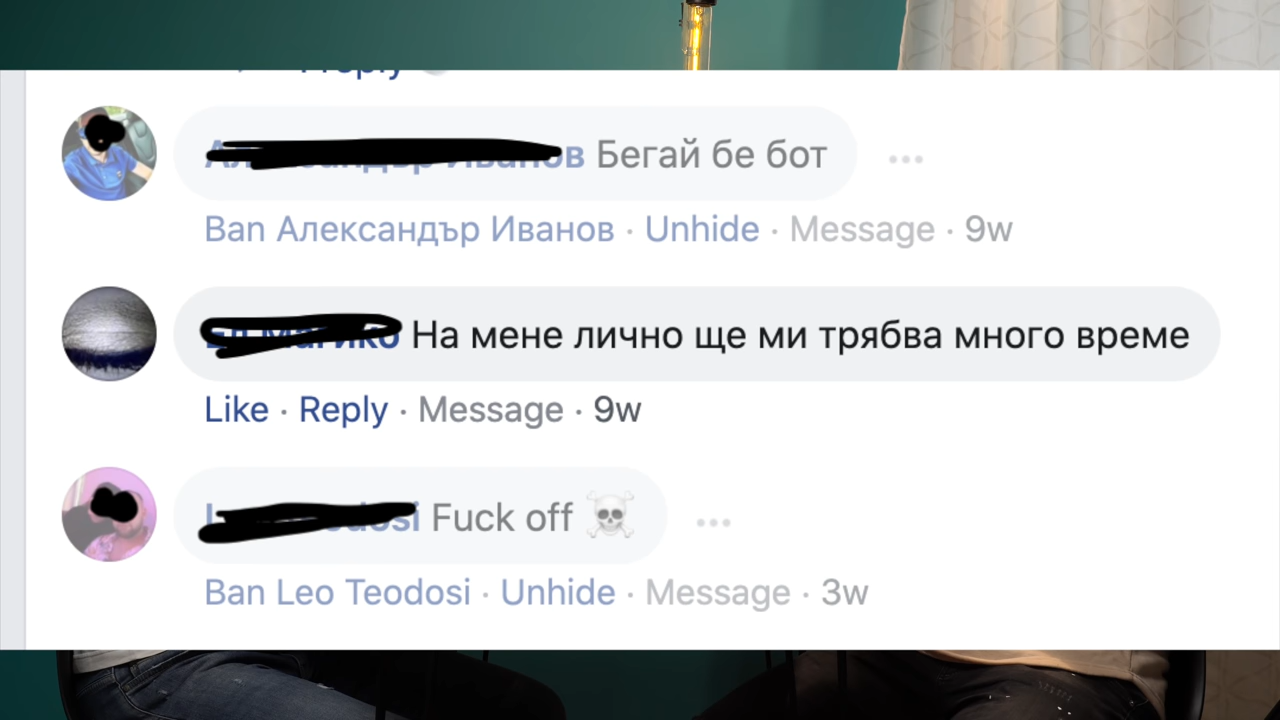 Reply
Бегай бе бот
Ban Александър Иванов · Unhide · Message · 9w
На мене лично ще ми трябва много време
Like · Reply · Message · 9w
Fuck off ☠
Ban Leo Teodosi · Unhide · Message · 3w